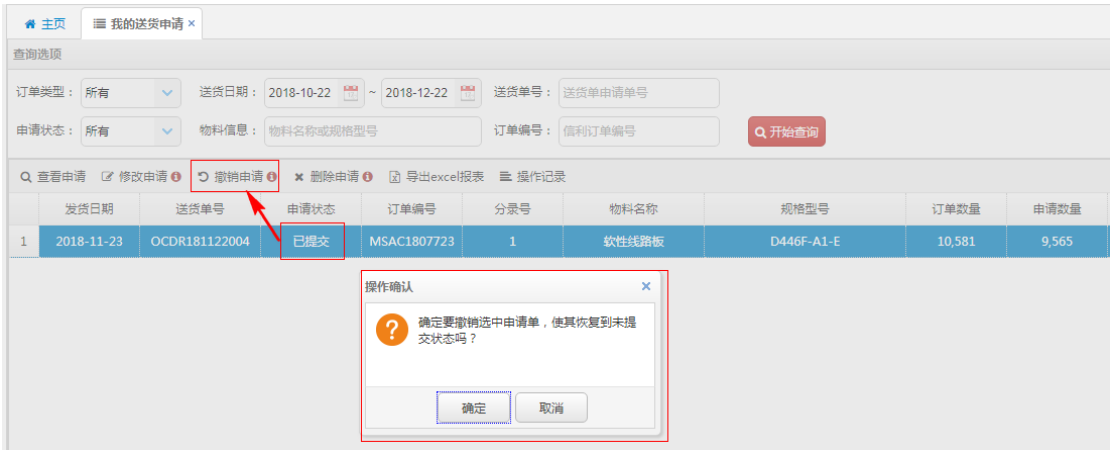 主页 我的送货申请 ×
查询选项
订单类型： 所有 送货日期： 2018-10-22 ~ 2018-12-22 送货单号： 送货单申请单号
申请状态： 所有 物料信息： 物料名称或规格型号 订单编号： 信利订单编号 开始查询
查看申请 修改申请 撤销申请 删除申请 导出excel报表 操作记录
发货日期 送货单号 申请状态 订单编号 分录号 物料名称 规格型号 订单数量 申请数量
1 2018-11-23 OCDR181122004 已提交 MSAC1807723 1 软性线路板 D446F-A1-E 10,581 9,565
操作确认 ×
确定要撤销选中申请单，使其恢复到未提
交状态吗？
确定 取消